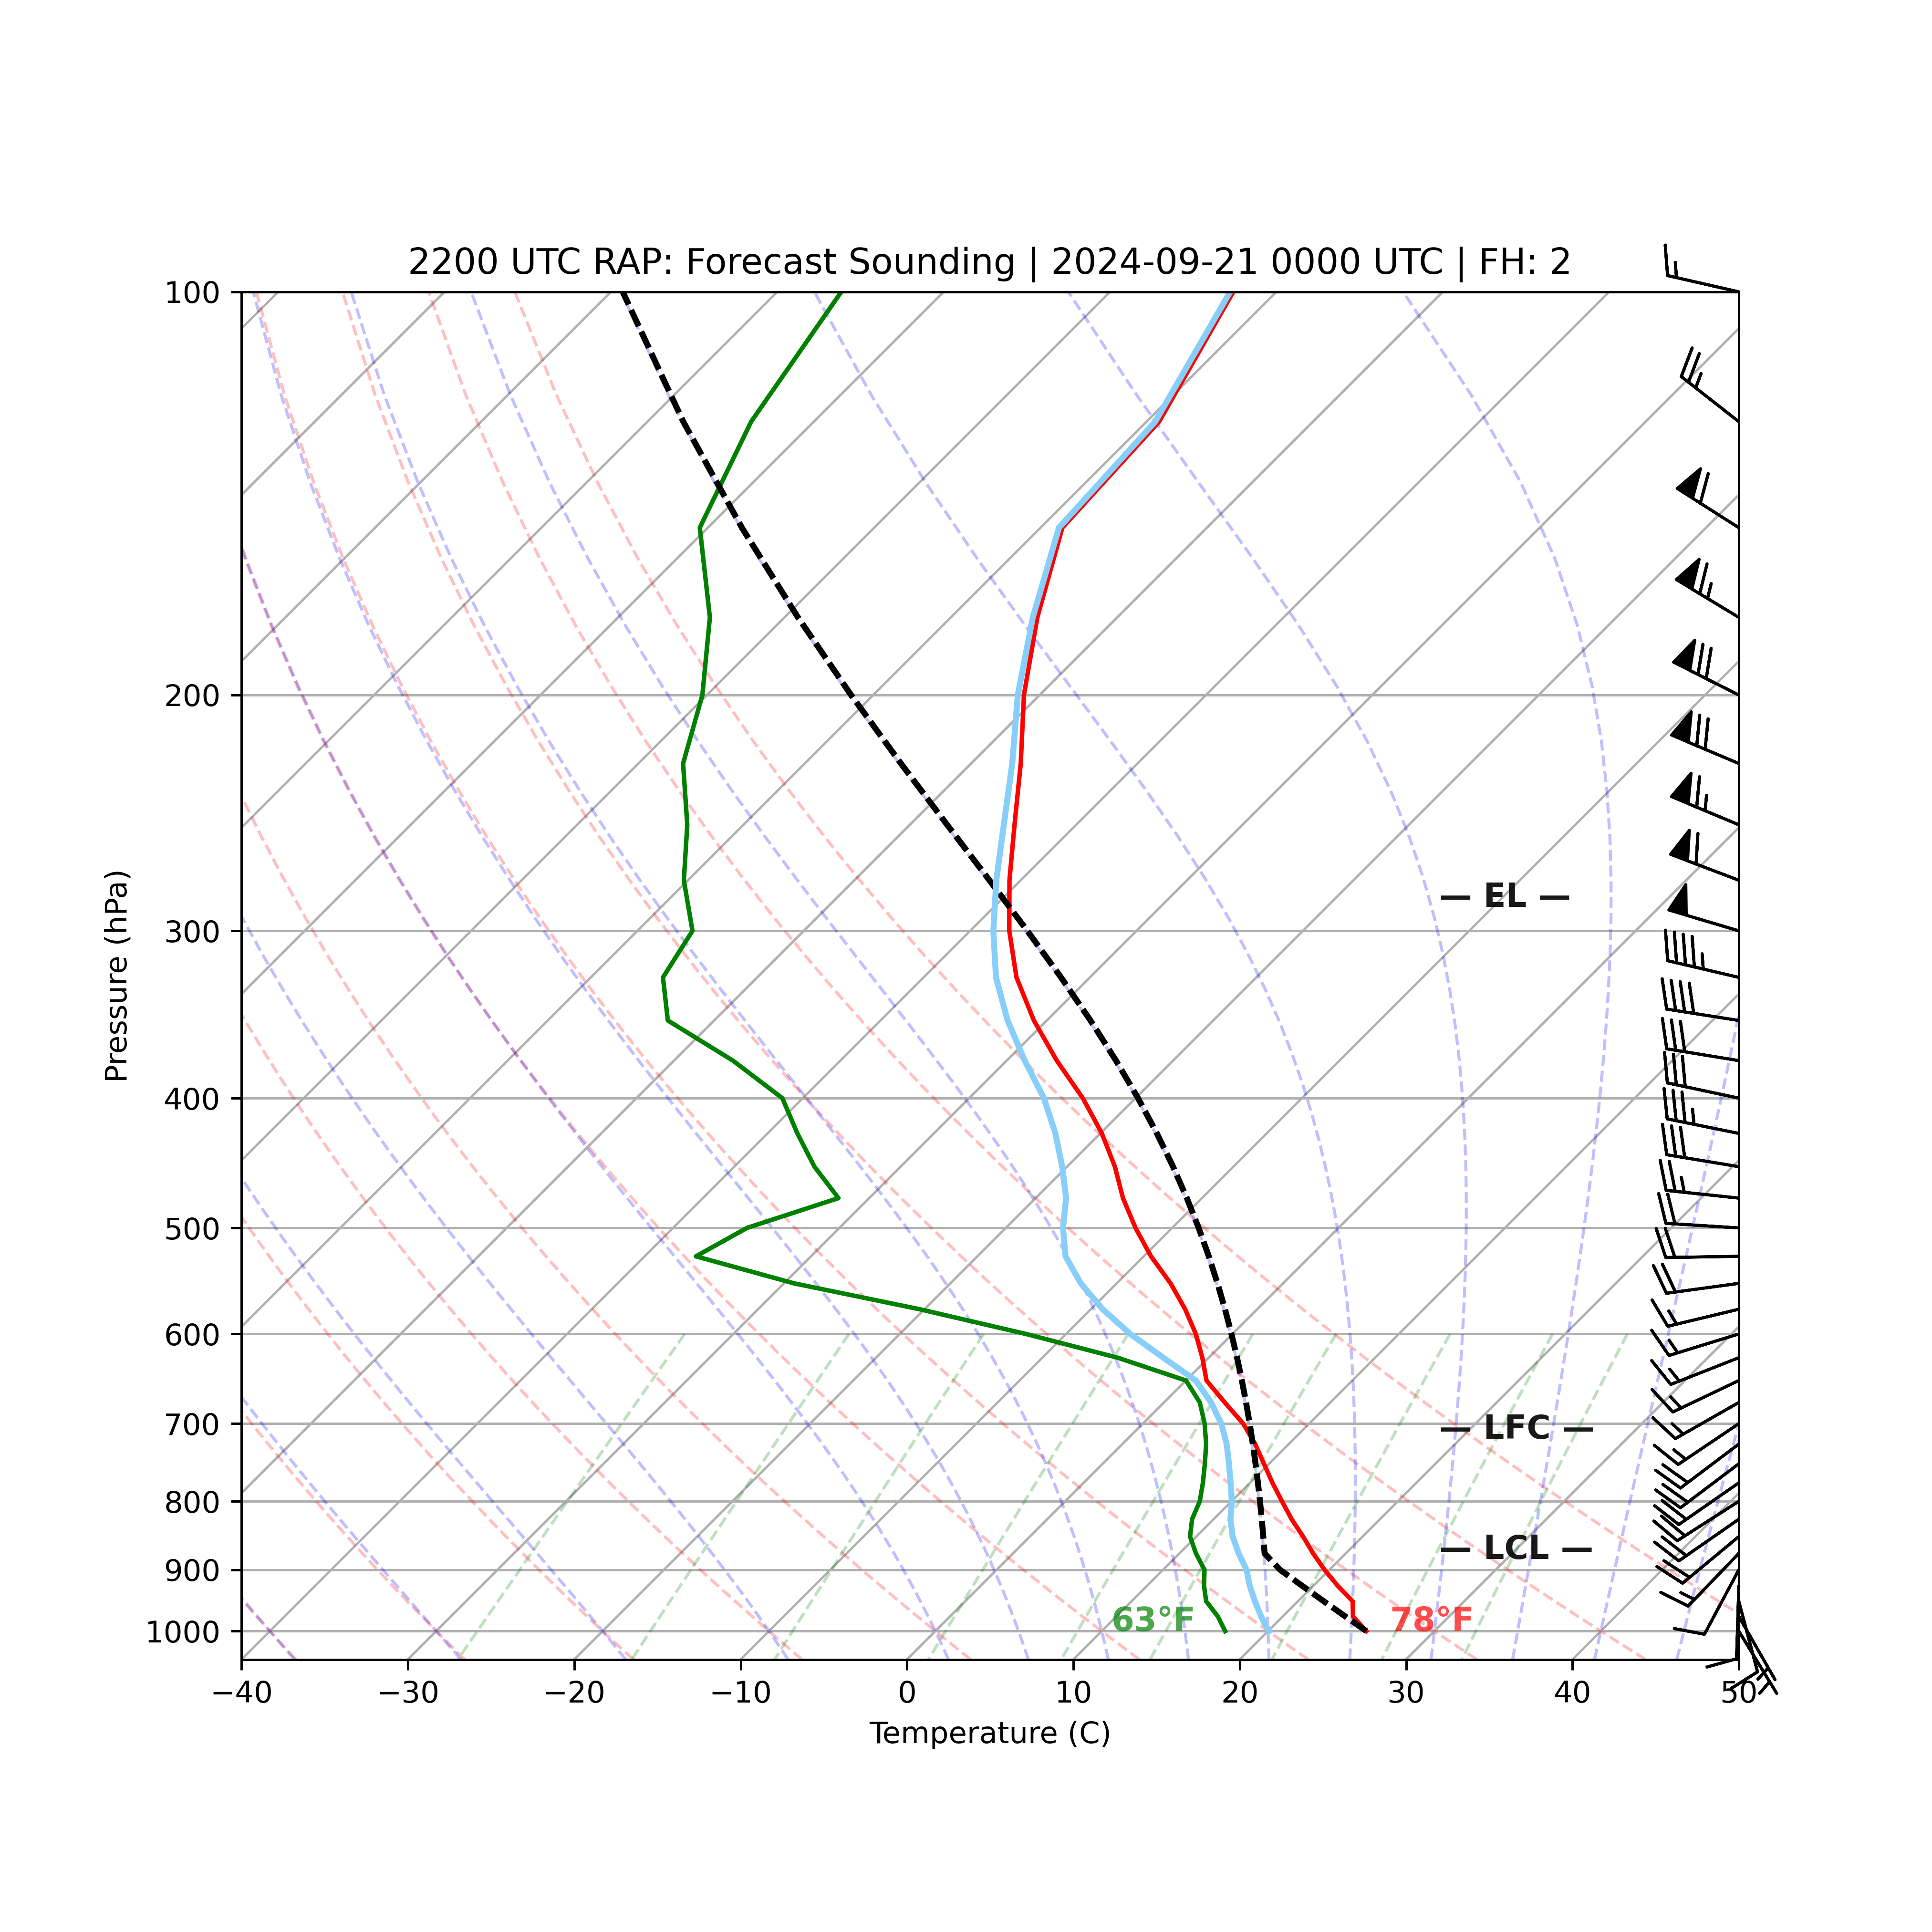 2200 UTC RAP: Forecast Sounding | 2024-09-21 0000 UTC | FH: 2
100
200
300
400
500
600
700
800
900
1000
Pressure (hPa)
— EL —
— LFC —
— LCL —
63°F
78°F
−40 −30 −20 −10 0 10 20 30 40 50
Temperature (C)